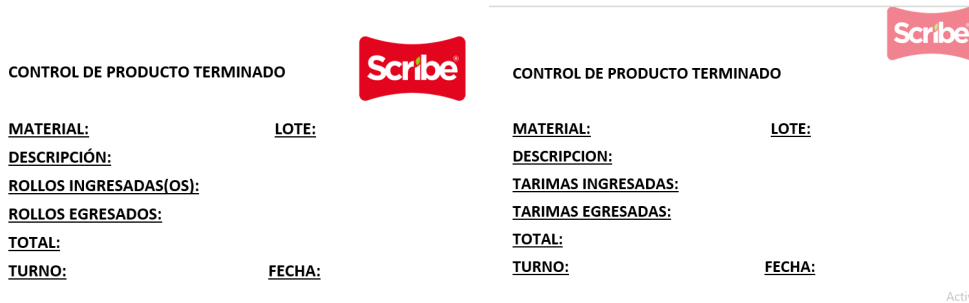 Scribe®
CONTROL DE PRODUCTO TERMINADO
MATERIAL: LOTE:
DESCRIPCIÓN:
ROLLOS INGRESADAS(OS):
ROLLOS EGRESADOS:
TOTAL:
TURNO: FECHA:
Scribe
CONTROL DE PRODUCTO TERMINADO
MATERIAL: LOTE:
DESCRIPCION:
TARIMAS INGRESADAS:
TARIMAS EGRESADAS:
TOTAL:
TURNO: FECHA:
Activ